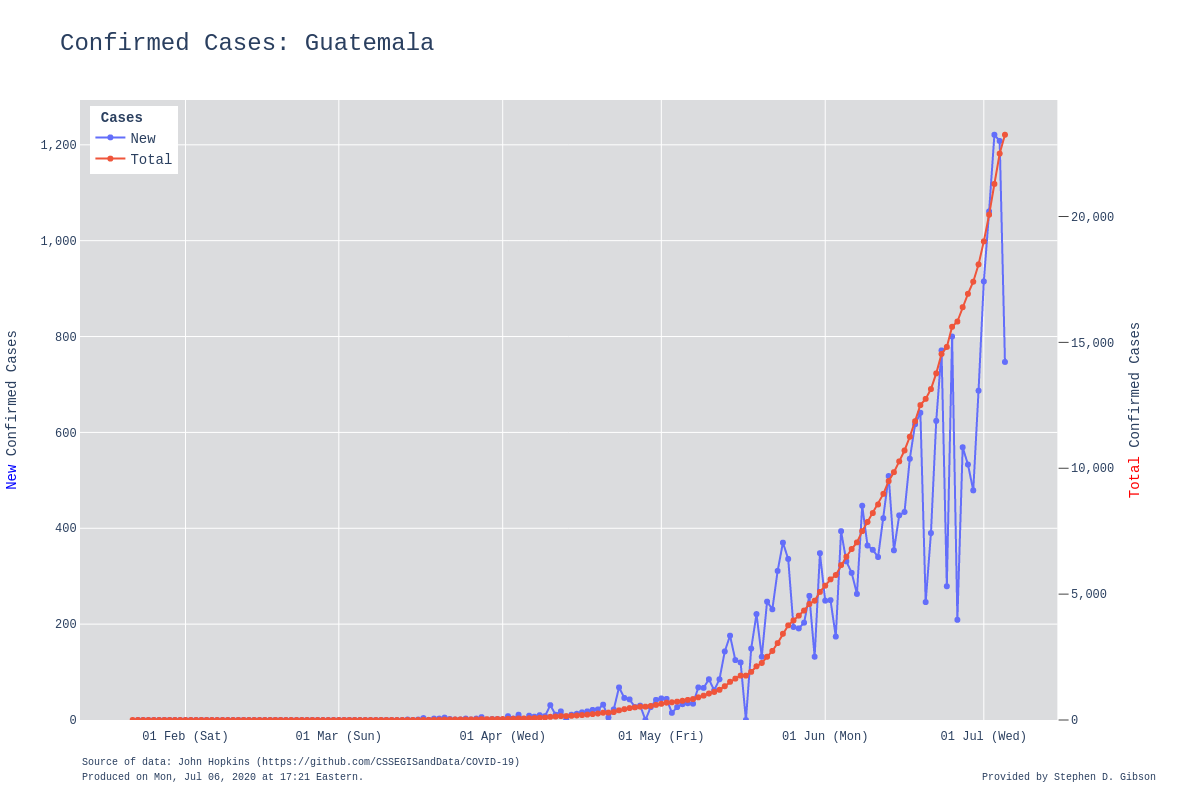 Confirmed Cases: Guatemala
Cases
New
Total
1,200
1,000
800
600
400
200
0
20,000
15,000
10,000
5,000
0
New Confirmed Cases
Total Confirmed Cases
01 Feb (Sat) 01 Mar (Sun) 01 Apr (Wed) 01 May (Fri) 01 Jun (Mon) 01 Jul (Wed)
Source of data: John Hopkins (https://github.com/CSSEGISandData/COVID-19)
Produced on Mon, Jul 06, 2020 at 17:21 Eastern.
Provided by Stephen D. Gibson